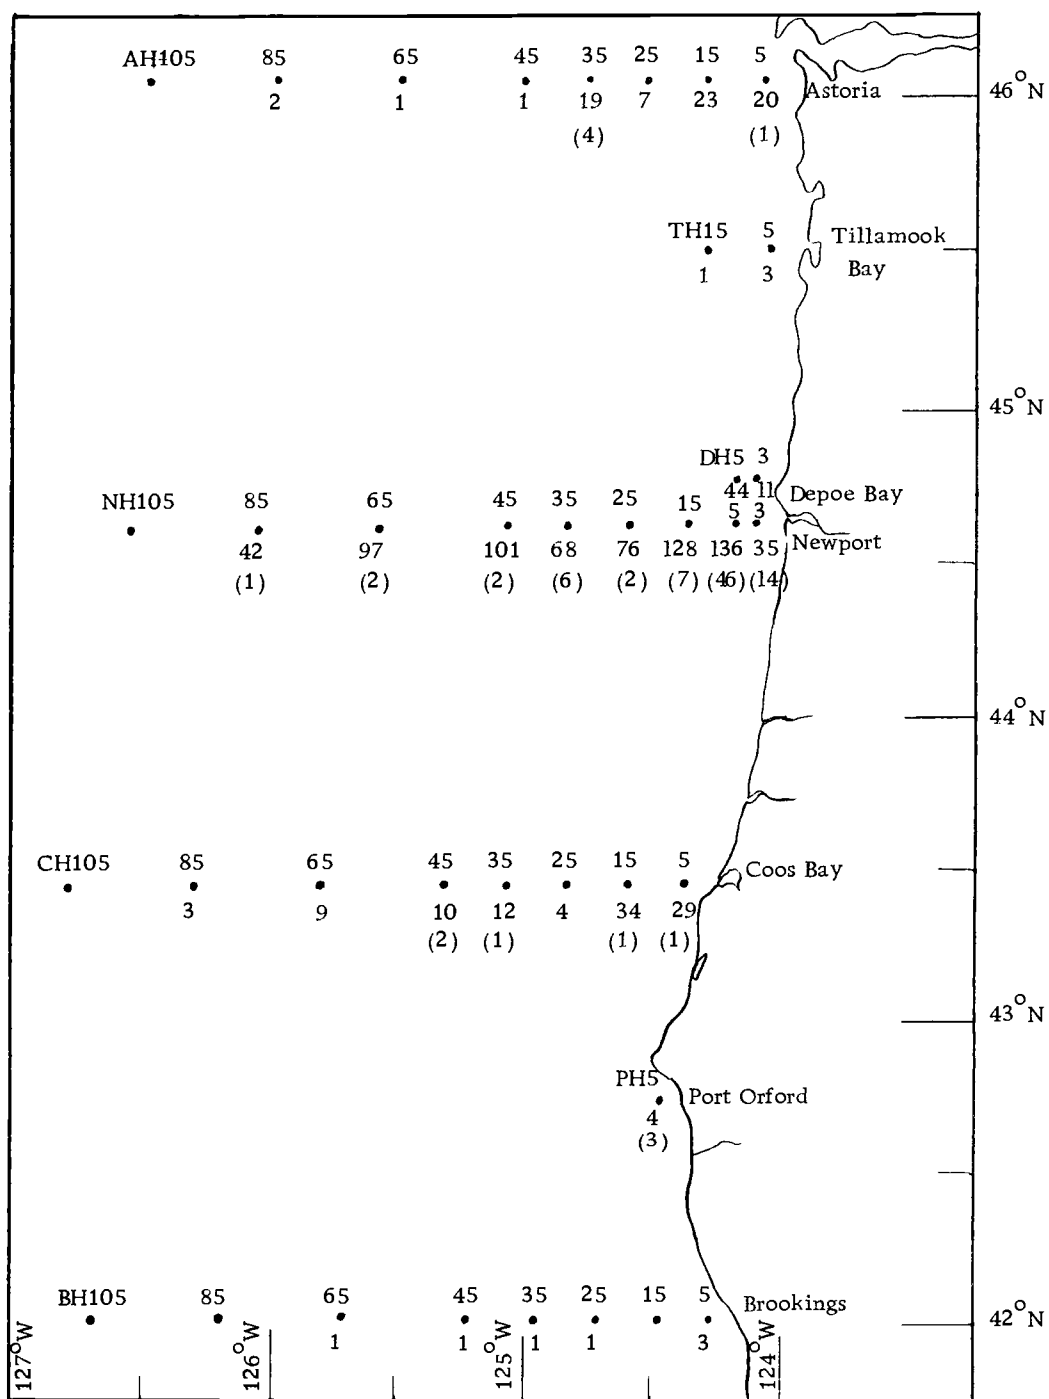 AH105 85 65 45 35 25 15 5
2 1 1 19 7 23 20
(4) (1)
Astoria
46°N
TH15 5
1 3
Tillamook
Bay
45°N
DH5 3
44 11
Depoe Bay
NH105 85 65 45 35 25 15 5 3
42 97 101 68 76 128 136 35
(1) (2) (2) (6) (2) (7) (46) (14)
Newport
44°N
CH105 85 65 45 35 25 15 5
3 9 10 12 4 34 29
(2) (1) (1) (1)
Coos Bay
43°N
PH5
4
(3)
Port Orford
BH105 85 65 45 35 25 15 5
1 1 1 1 3
Brookings
42°N
127°W 126°W 125°W 124°W